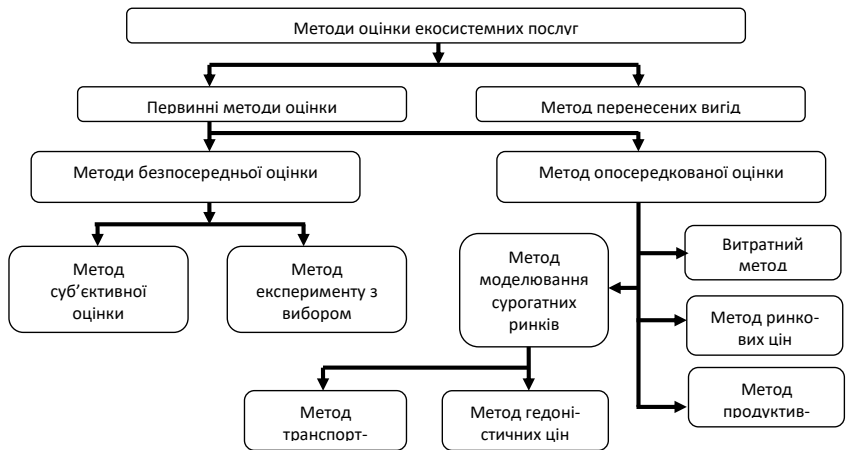 Методи оцінки екосистемних послуг
Первинні методи оцінки
Метод перенесених вигід
Методи безпосередньої оцінки
Метод опосередкованої оцінки
Метод
суб’єктивної
оцінки
Метод
експерименту з
вибором
Метод
моделювання
сурогатних
ринків
Витратний
метод
Метод ринко-
вих цін
Метод
продуктив-
Метод
транспорт-
Метод гедоні-
стичних цін